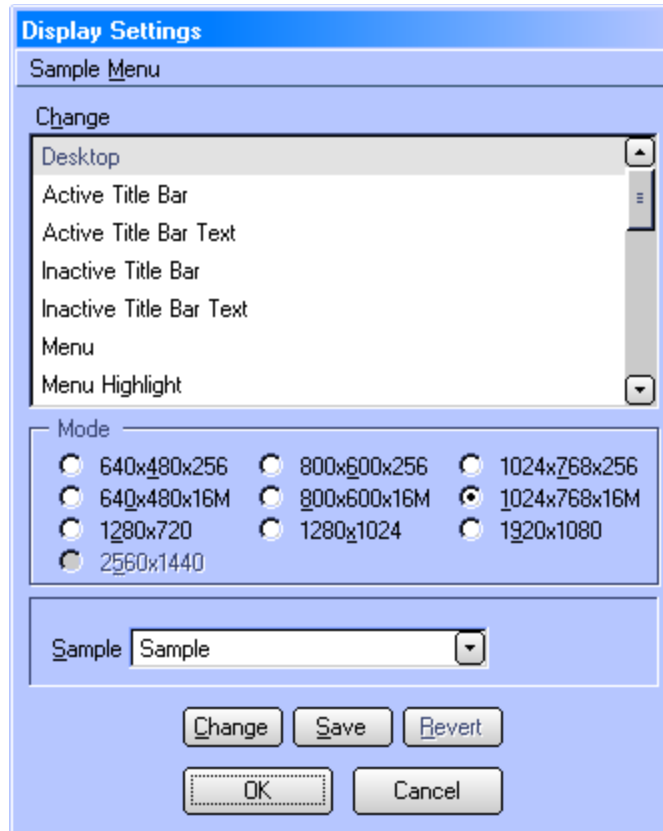 Display Settings
Sample Menu
Change
Desktop
Active Title Bar
Active Title Bar Text
Inactive Title Bar
Inactive Title Bar Text
Menu
Menu Highlight
Mode
640x480x256 800x600x256 1024x768x256
640x480x16M 800x600x16M 1024x768x16M
1280x720 1280x1024 1920x1080
2560x1440
Sample Sample
Change Save Revert
OK Cancel